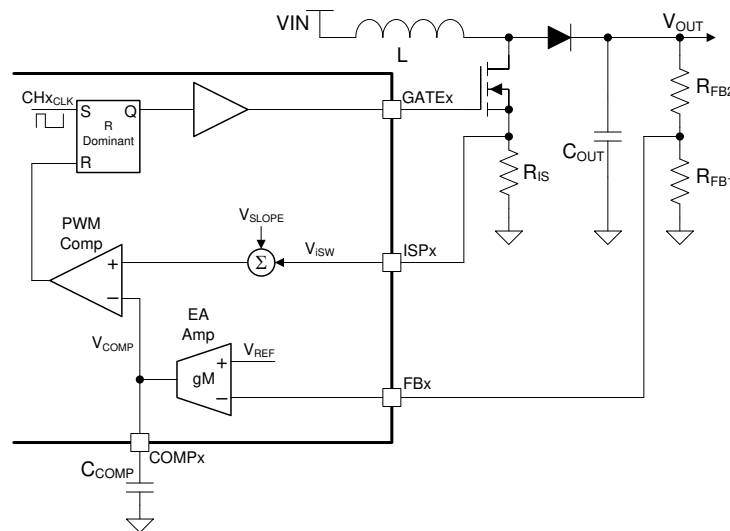 VIN
L
VOUT
CHxCLK
S
Q
R
Dominant
R
GATEx
RFB2
COUT
RIS
RFB1
PWM
Comp
VSLOPE
+
−
Σ
ViSW
ISPx
EA
Amp
VCOMP
gM
+
−
VREF
FBx
COMPx
CCOMP